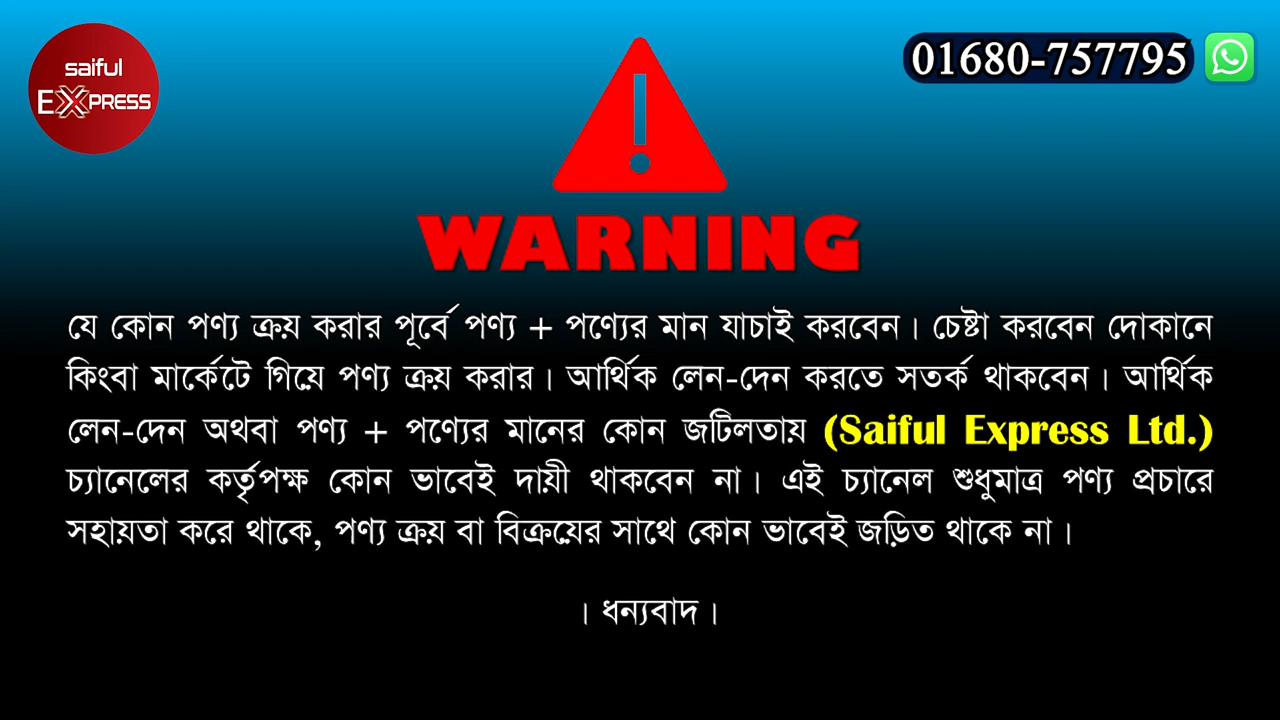 saiful
EXPRESS
01680-757795
WARNING
যে কোন পণ্য ক্রয় করার পূর্বে পণ্য + পণ্যের মান যাচাই করবেন। চেষ্টা করবেন দোকানে
কিংবা মার্কেটে গিয়ে পণ্য ক্রয় করার। আর্থিক লেন-দেন করতে সতর্ক থাকবেন। আর্থিক
লেন-দেন অথবা পণ্য + পণ্যের মানের কোন জটিলতায় (Saiful Express Ltd.)
চ্যানেলের কর্তৃপক্ষ কোন ভাবেই দায়ী থাকবেন না। এই চ্যানেল শুধুমাত্র পণ্য প্রচারে
সহায়তা করে থাকে, পণ্য ক্রয় বা বিক্রয়ের সাথে কোন ভাবেই জড়িত থাকে না।
। ধন্যবাদ।